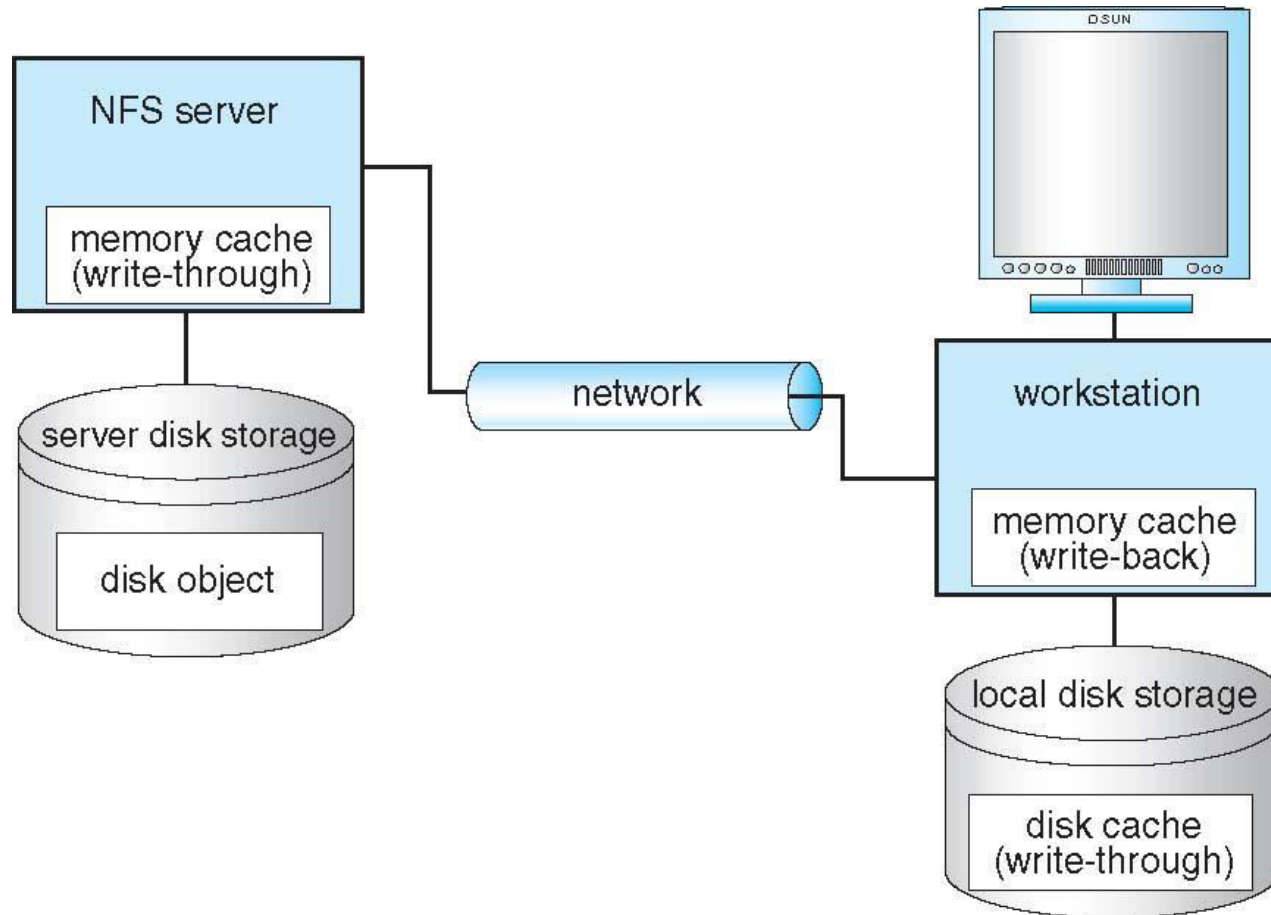 SUN
NFS server
memory cache
(write-through)
server disk storage
disk object
network
workstation
memory cache
(write-back)
local disk storage
disk cache
(write-through)